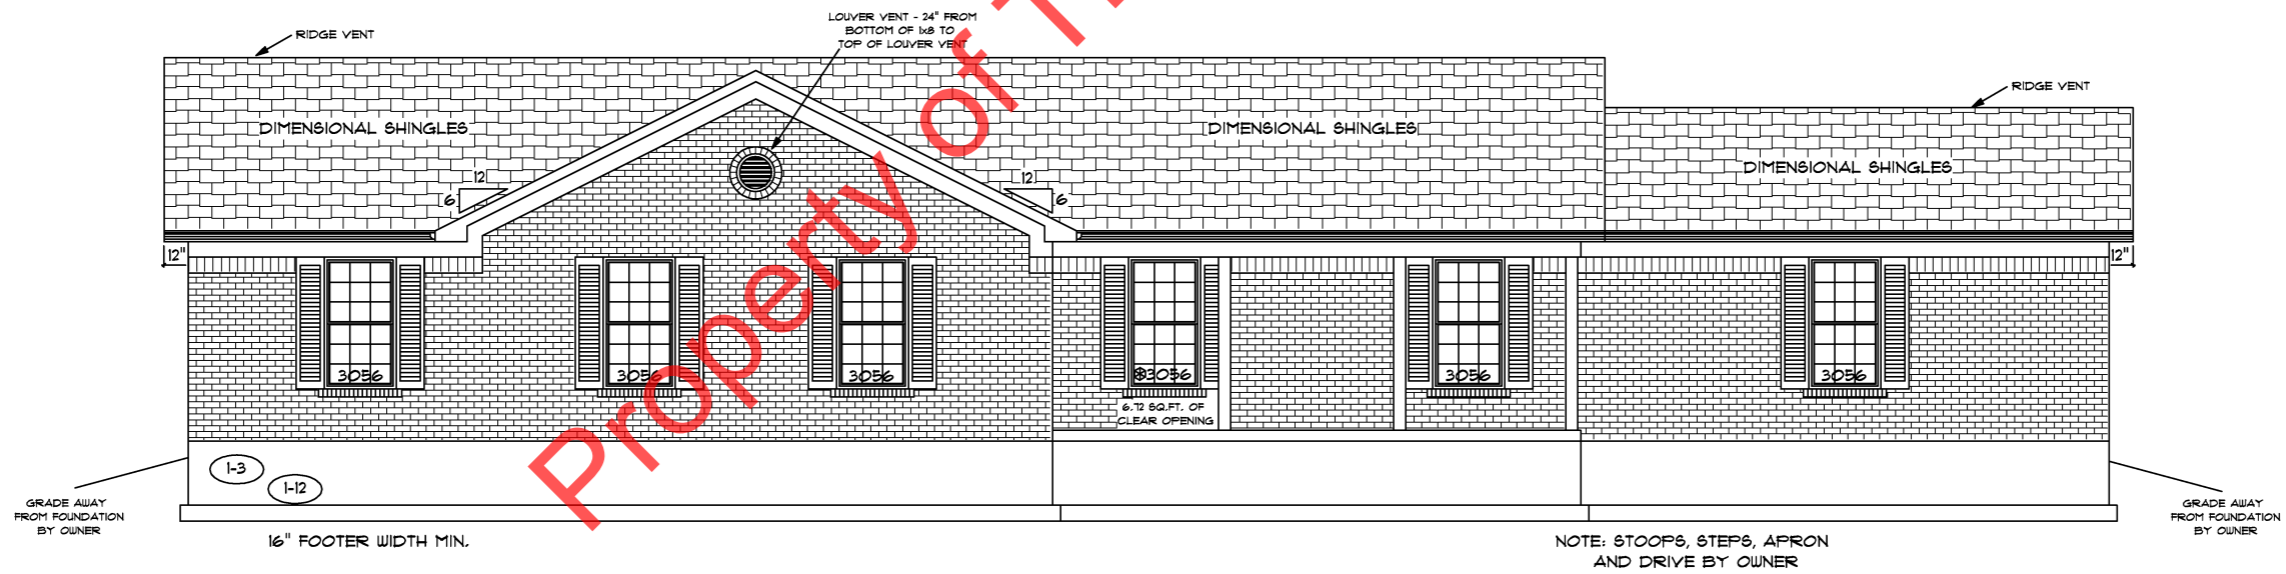 LOUVER VENT - 24" FROM
BOTTOM OF 1x8 TO
TOP OF LOUVER VENT
RIDGE VENT
RIDGE VENT
DIMENSIONAL SHINGLES
DIMENSIONAL SHINGLES
DIMENSIONAL SHINGLES
12
6
12
6
12"
12"
3056
3056
3056
⊛3056
3056
3056
6.72 SQ.FT. OF
CLEAR OPENING
1-3
1-12
GRADE AWAY
FROM FOUNDATION
BY OWNER
GRADE AWAY
FROM FOUNDATION
BY OWNER
16" FOOTER WIDTH MIN.
NOTE: STOOPS, STEPS, APRON
AND DRIVE BY OWNER
Property of